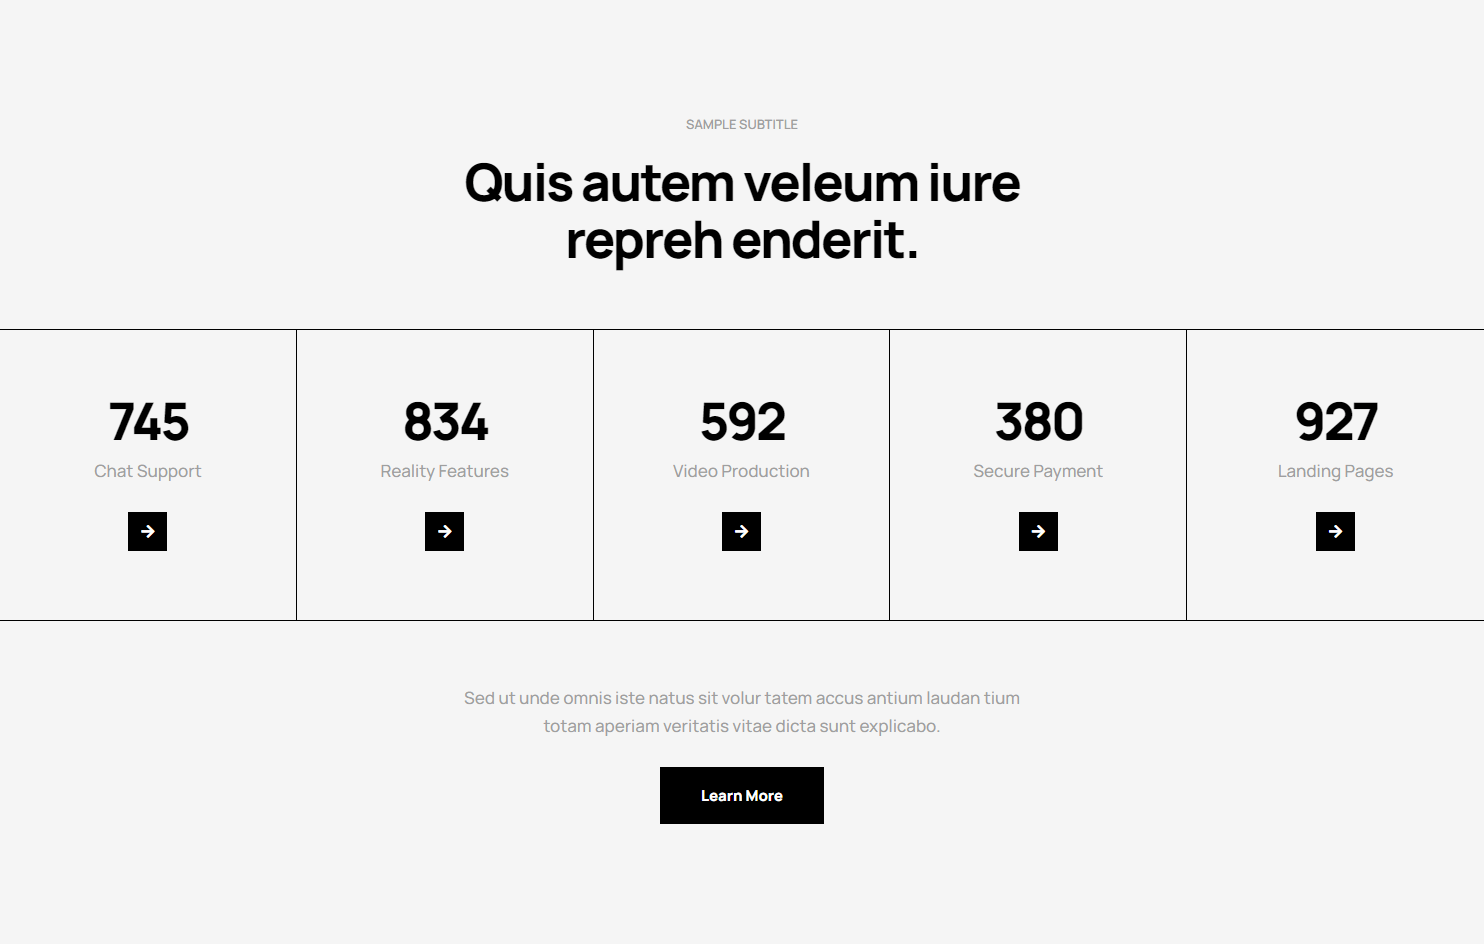 SAMPLE SUBTITLE
Quis autem veleum iure
repreh enderit.
745
Chat Support
834
Reality Features
592
Video Production
380
Secure Payment
927
Landing Pages
Sed ut unde omnis iste natus sit volur tatem accus antium laudan tium
totam aperiam veritatis vitae dicta sunt explicabo.
Learn More